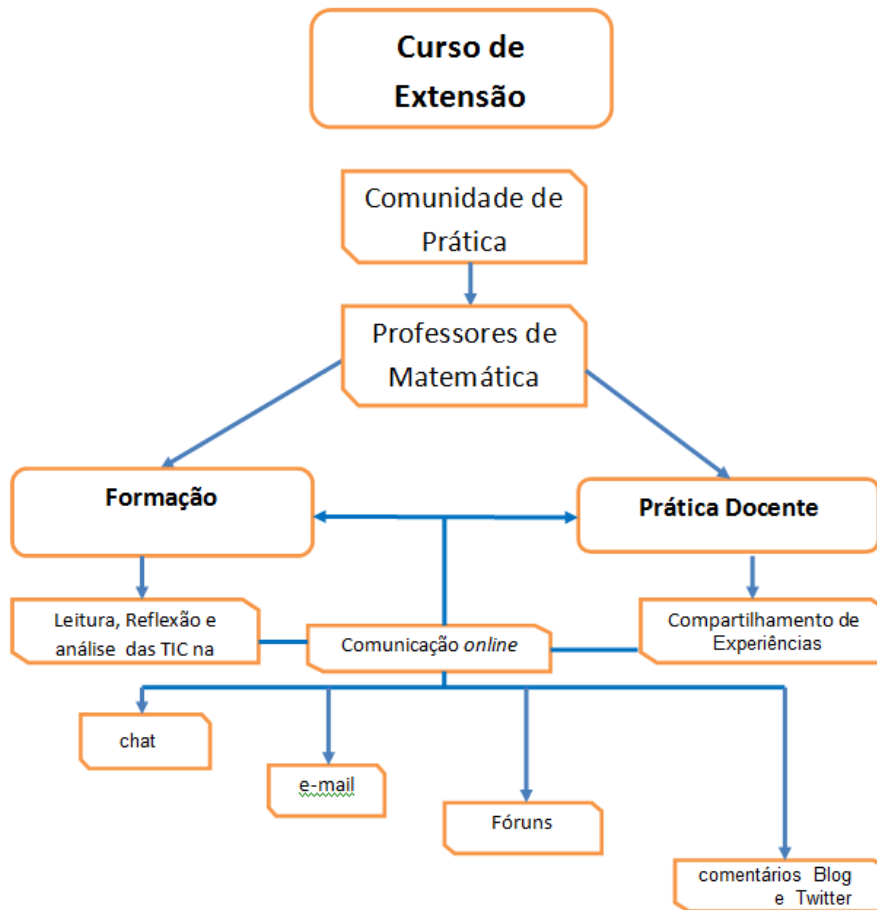 Curso de
Extensão
Comunidade de
Prática
Professores de
Matemática
Formação
Prática Docente
Leitura, Reflexão e
análise das TIC na
Comunicação online
Compartilhamento de
Experiências
chat
e-mail
Fóruns
comentários Blog
e Twitter